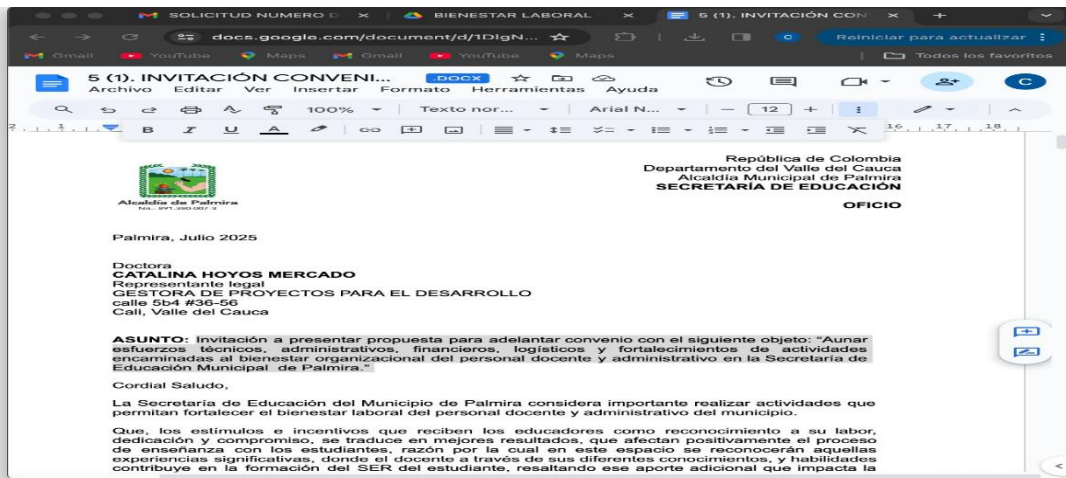 SOLICITUD NUMERO D
BIENESTAR LABORAL
5 (1). INVITACIÓN CON
docs.google.com/document/d/1DlgN...
Reiniciar para actualizar
Gmail YouTube Maps Gmail YouTube Maps
Todos los favoritos
5 (1). INVITACIÓN CONVENI... .DOCX
Archivo Editar Ver Insertar Formato Herramientas Ayuda
C
100% Texto nor... Arial N... 12
B I U A
16 17 18
República de Colombia
Departamento del Valle del Cauca
Alcaldía Municipal de Palmira
SECRETARÍA DE EDUCACIÓN
Alcaldía de Palmira
OFICIO
Palmira, Julio 2025
Doctora
CATALINA HOYOS MERCADO
Representante legal
GESTORA DE PROYECTOS PARA EL DESARROLLO
calle 5b4 #36-56
Cali, Valle del Cauca
ASUNTO: Invitación a presentar propuesta para adelantar convenio con el siguiente objeto: “Aunar
esfuerzos técnicos, administrativos, financieros, logísticos y fortalecimientos de actividades
encaminadas al bienestar organizacional del personal docente y administrativo en la Secretaría de
Educación Municipal de Palmira.”
Cordial Saludo,
La Secretaría de Educación del Municipio de Palmira considera importante realizar actividades que
permitan fortalecer el bienestar laboral del personal docente y administrativo del municipio.
Que, los estímulos e incentivos que reciben los educadores como reconocimiento a su labor,
dedicación y compromiso, se traduce en mejores resultados, que afectan positivamente el proceso
de enseñanza con los estudiantes, razón por la cual en este espacio se reconocerán aquellas
experiencias significativas, donde el docente a través de sus diferentes conocimientos, y habilidades
contribuye en la formación del SER del estudiante, resaltando ese aporte adicional que impacta la